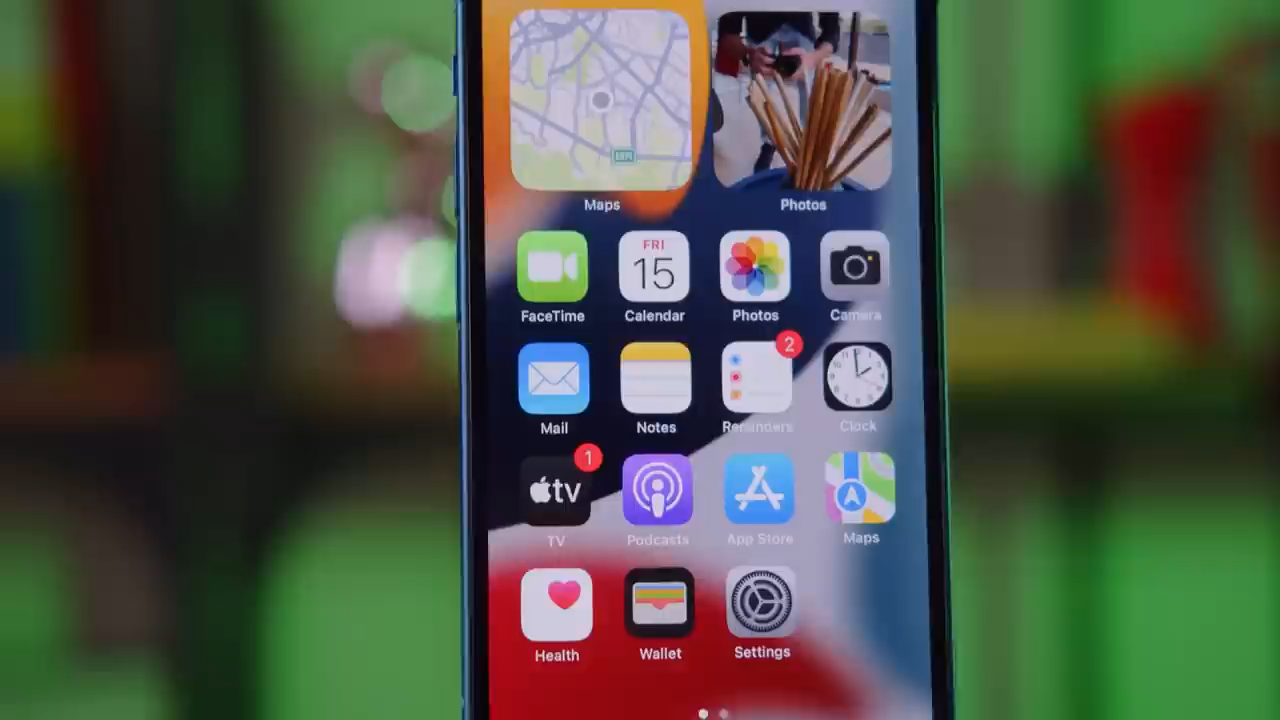 Maps
Photos
FaceTime
FRI
15
Calendar
Photos
Camera
Mail
Notes
2
Reminders
Clock
1
tv
TV
Podcasts
App Store
Maps
Health
Wallet
Settings